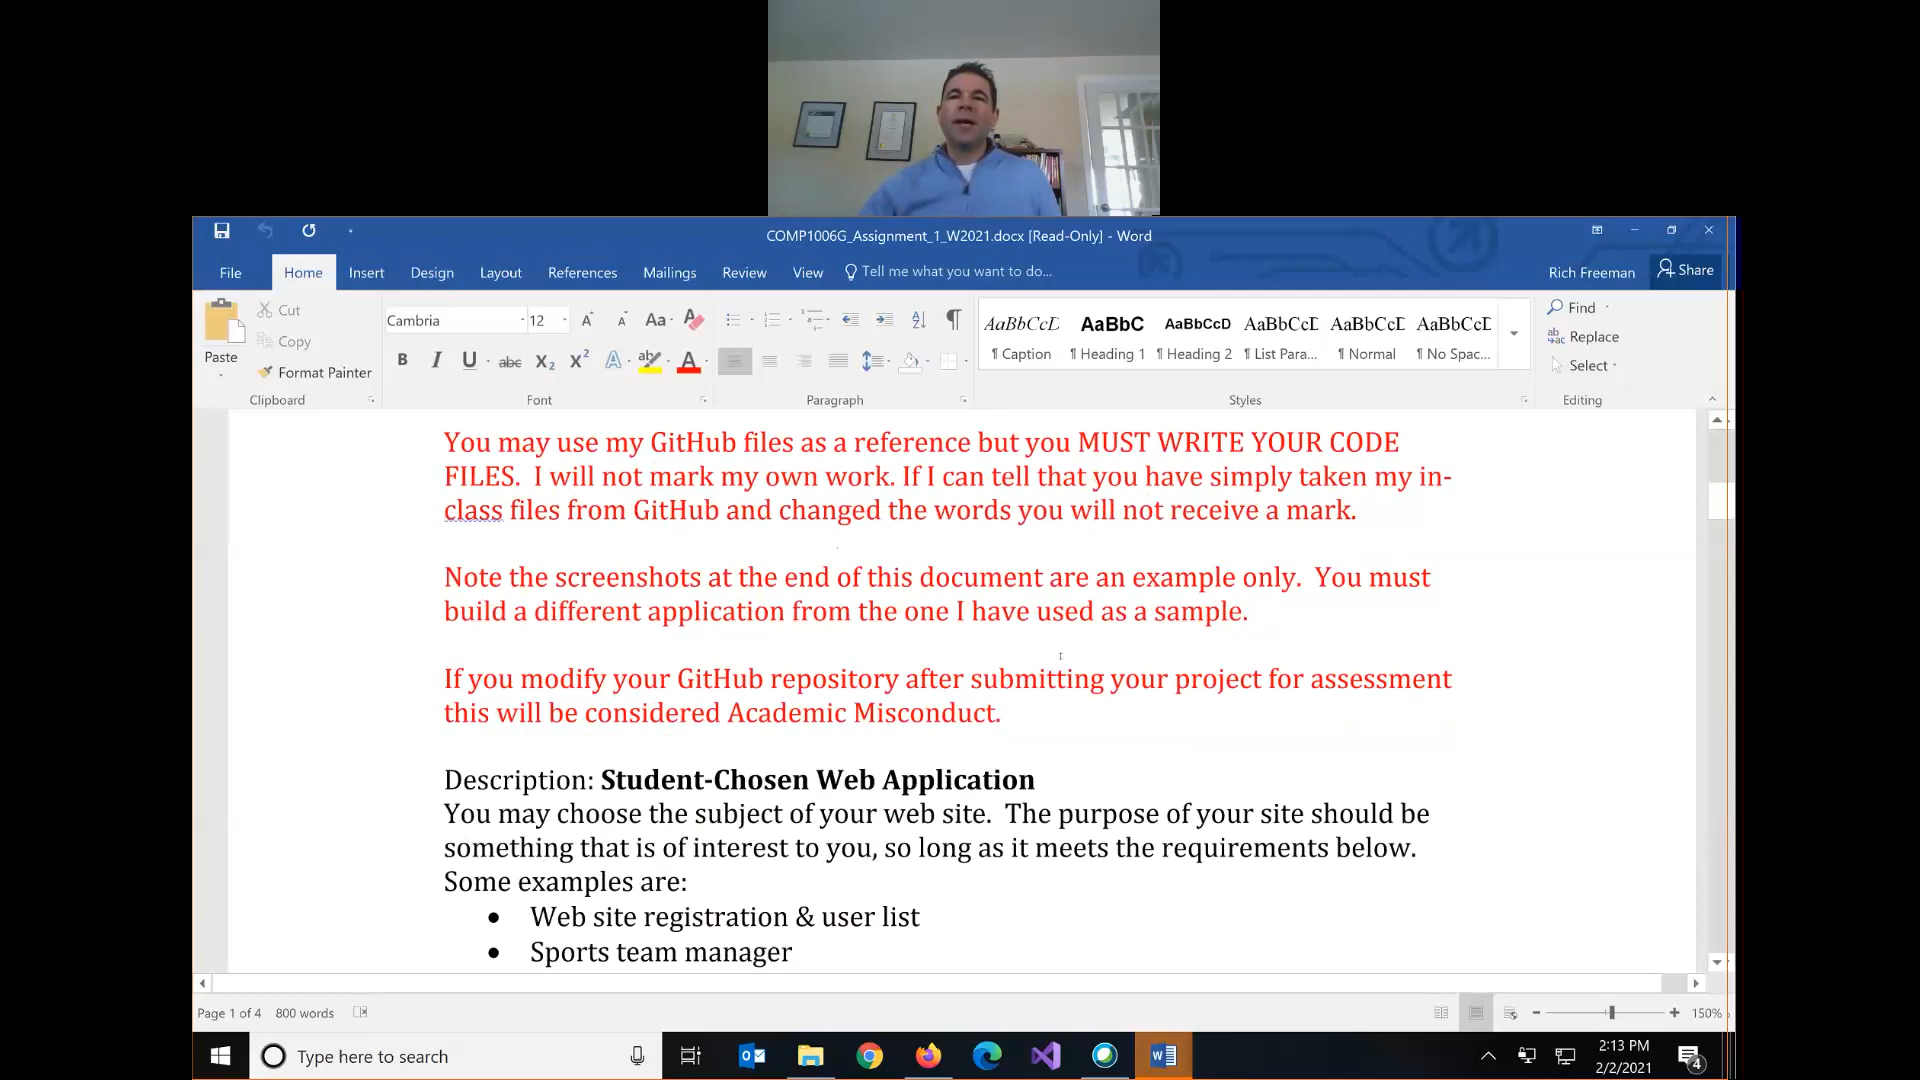 COMP1006G_Assignment_1_W2021.docx [Read-Only] - Word
File Home Insert Design Layout References Mailings Review View Tell me what you want to do... Rich Freeman Share
Paste
Cut
Copy
Format Painter
Clipboard
Cambria 12
Font
Paragraph
AaBbCcD AaBbC AaBbCcD AaBbCcD AaBbCcD AaBbCcD
¶ Caption ¶ Heading 1 ¶ Heading 2 ¶ List Para... ¶ Normal ¶ No Spac...
Styles
Find
Replace
Select
Editing
You may use my GitHub files as a reference but you MUST WRITE YOUR CODE
FILES. I will not mark my own work. If I can tell that you have simply taken my in-
class files from GitHub and changed the words you will not receive a mark.
Note the screenshots at the end of this document are an example only. You must
build a different application from the one I have used as a sample.
If you modify your GitHub repository after submitting your project for assessment
this will be considered Academic Misconduct.
Description: Student-Chosen Web Application
You may choose the subject of your web site. The purpose of your site should be
something that is of interest to you, so long as it meets the requirements below.
Some examples are:
• Web site registration & user list
• Sports team manager
Page 1 of 4 800 words 150%
Type here to search
2:13 PM
2/2/2021
4